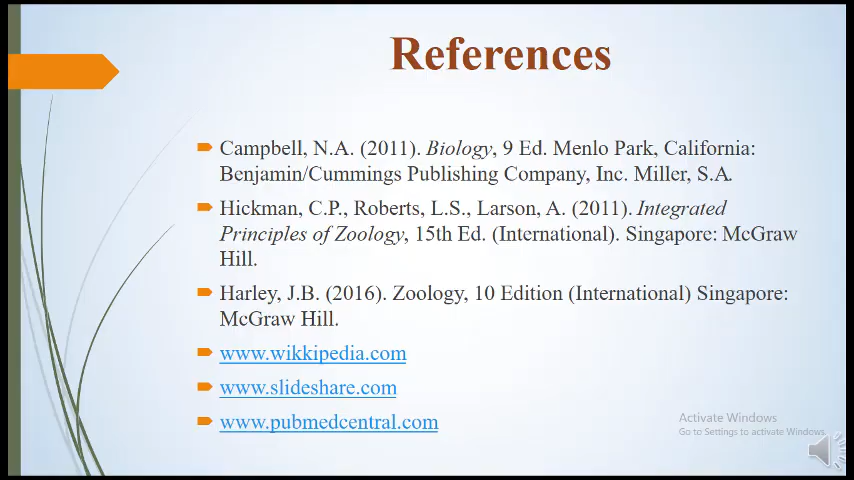 References
Campbell, N.A. (2011). Biology, 9 Ed. Menlo Park, California:
Benjamin/Cummings Publishing Company, Inc. Miller, S.A.
Hickman, C.P., Roberts, L.S., Larson, A. (2011). Integrated
Principles of Zoology, 15th Ed. (International). Singapore: McGraw
Hill.
Harley, J.B. (2016). Zoology, 10 Edition (International) Singapore:
McGraw Hill.
www.wikkipedia.com
www.slideshare.com
www.pubmedcentral.com
Activate Windows
Go to Settings to activate Windows.